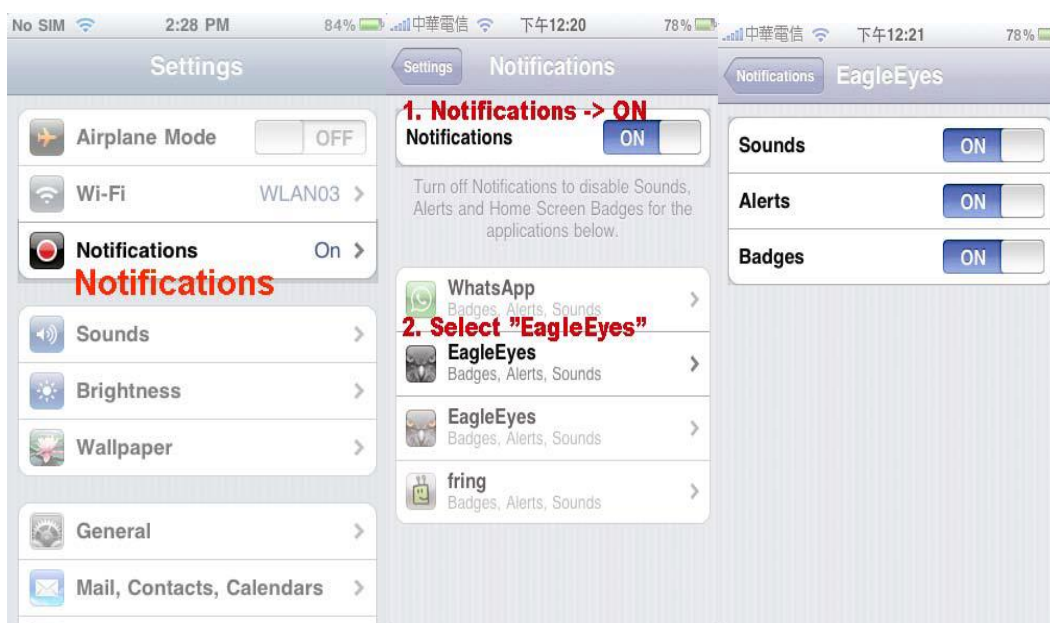 No SIM 2:28 PM 84%
Settings
Airplane Mode OFF
Wi-Fi WLAN03
Notifications On
Notifications
Sounds
Brightness
Wallpaper
General
Mail, Contacts, Calendars
中華電信 下午12:20 78%
Settings Notifications
1. Notifications -> ON
Notifications ON
Turn off Notifications to disable Sounds,
Alerts and Home Screen Badges for the
applications below.
WhatsApp
Badges, Alerts, Sounds
2. Select "EagleEyes"
EagleEyes
Badges, Alerts, Sounds
EagleEyes
Badges, Alerts, Sounds
fring
Badges, Alerts, Sounds
中華電信 下午12:21 78%
Notifications EagleEyes
Sounds ON
Alerts ON
Badges ON